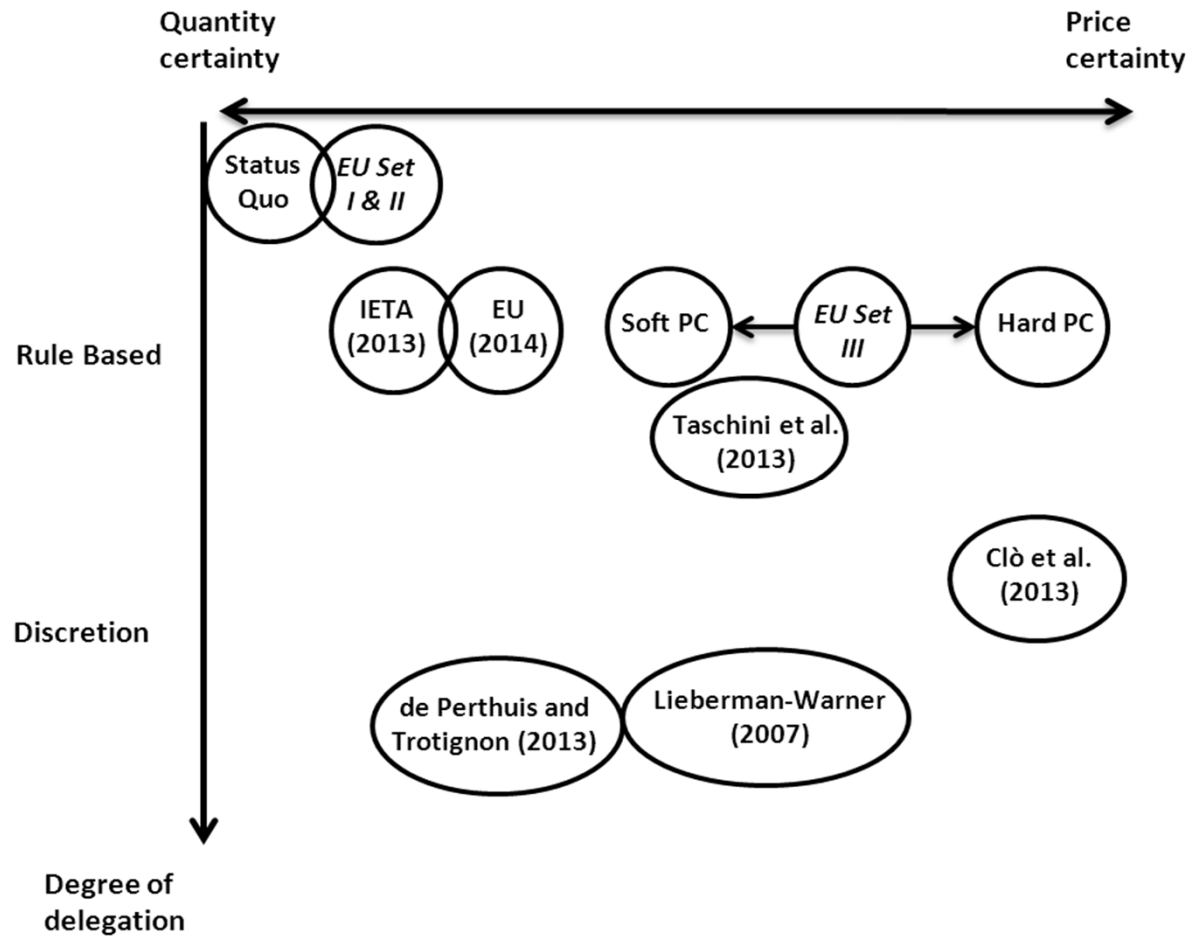 Quantity
certainty
Price
certainty
Status
Quo
EU Set
I & II
IETA
(2013)
EU
(2014)
Soft PC
EU Set
III
Hard PC
Rule Based
Taschini et al.
(2013)
Clò et al.
(2013)
Discretion
de Perthuis and
Trotignon (2013)
Lieberman-Warner
(2007)
Degree of
delegation